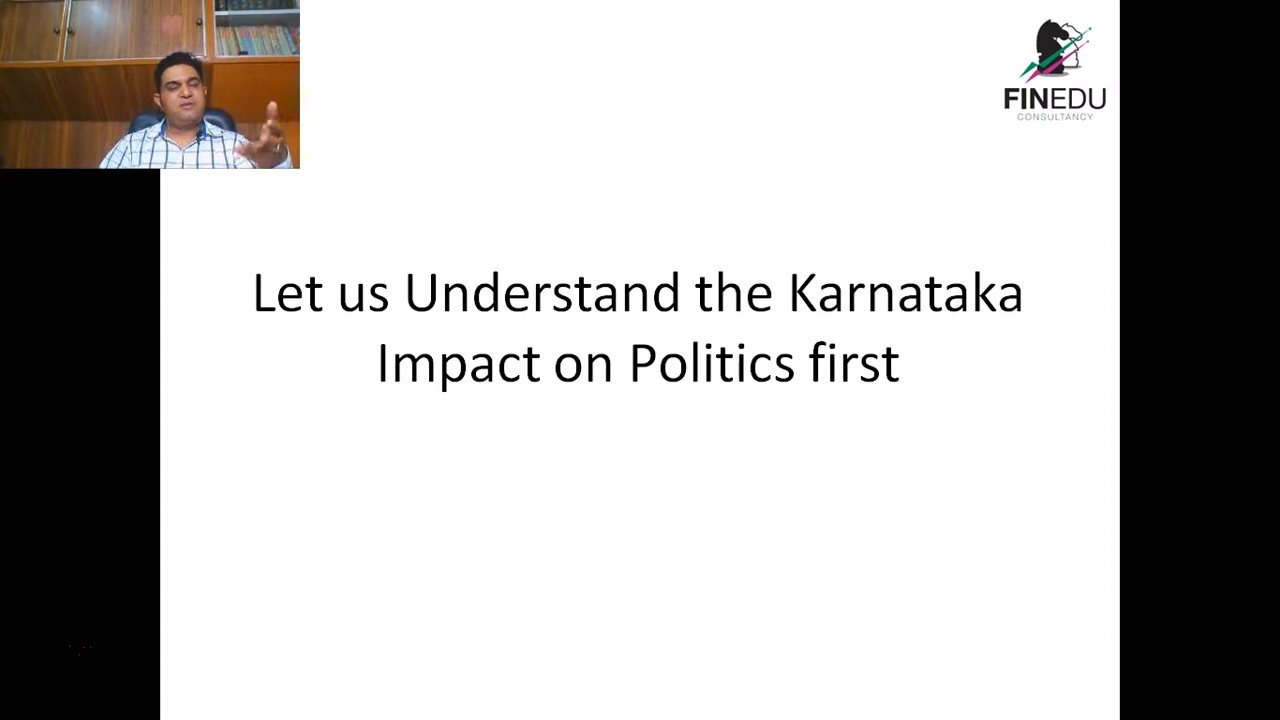 FINEDU
CONSULTANCY
Let us Understand the Karnataka
Impact on Politics first